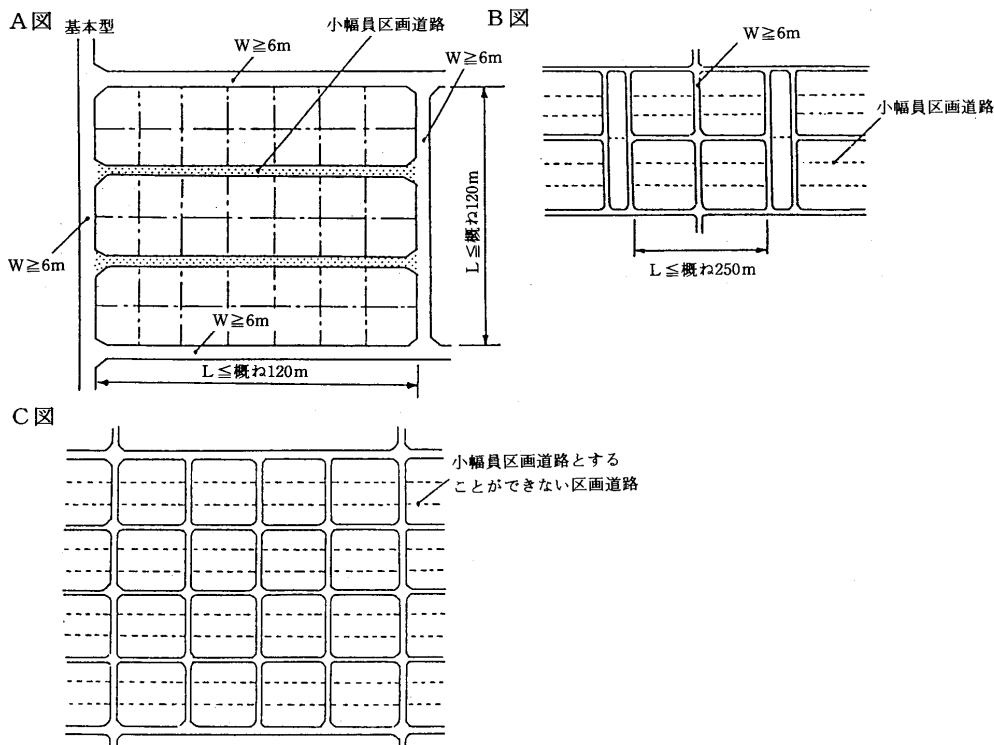 A図
基本型
小幅員区画道路
W≧6m
W≧6m
W≧6m
W≧6m
L≦概ね120m
L≦概ね120m
B図
W≧6m
小幅員区画道路
L≦概ね250m
C図
小幅員区画道路とする
ことができない区画道路